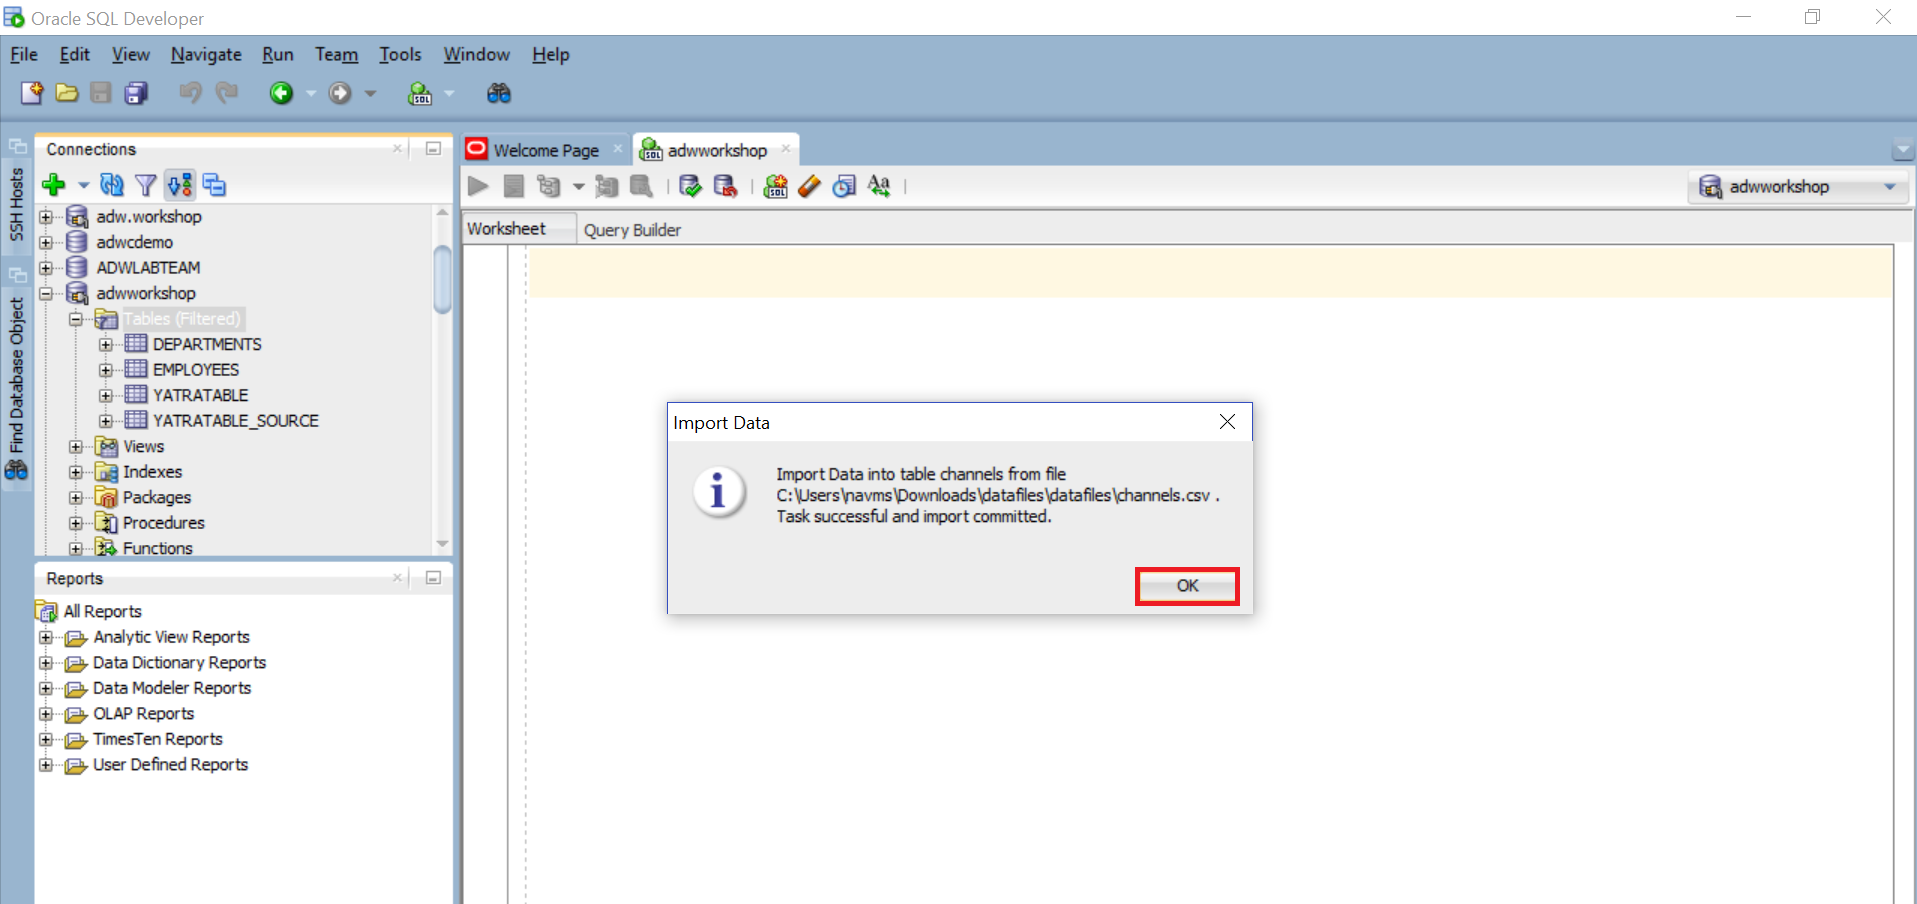 Oracle SQL Developer
File Edit View Navigate Run Team Tools Window Help
SQL
SSH Hosts
Find Database Object
Connections
adw.workshop
adwcdemo
ADWLABTEAM
adwworkshop
Tables (Filtered)
DEPARTMENTS
EMPLOYEES
YATRATABLE
YATRATABLE_SOURCE
Views
Indexes
Packages
Procedures
Functions
Reports
All Reports
Analytic View Reports
Data Dictionary Reports
Data Modeler Reports
OLAP Reports
TimesTen Reports
User Defined Reports
Welcome Page
SQL adwworkshop
SQL Aa
adwworkshop
Worksheet Query Builder
Import Data
i
Import Data into table channels from file
C:\Users\navms\Downloads\datafiles\datafiles\channels.csv .
Task successful and import committed.
OK